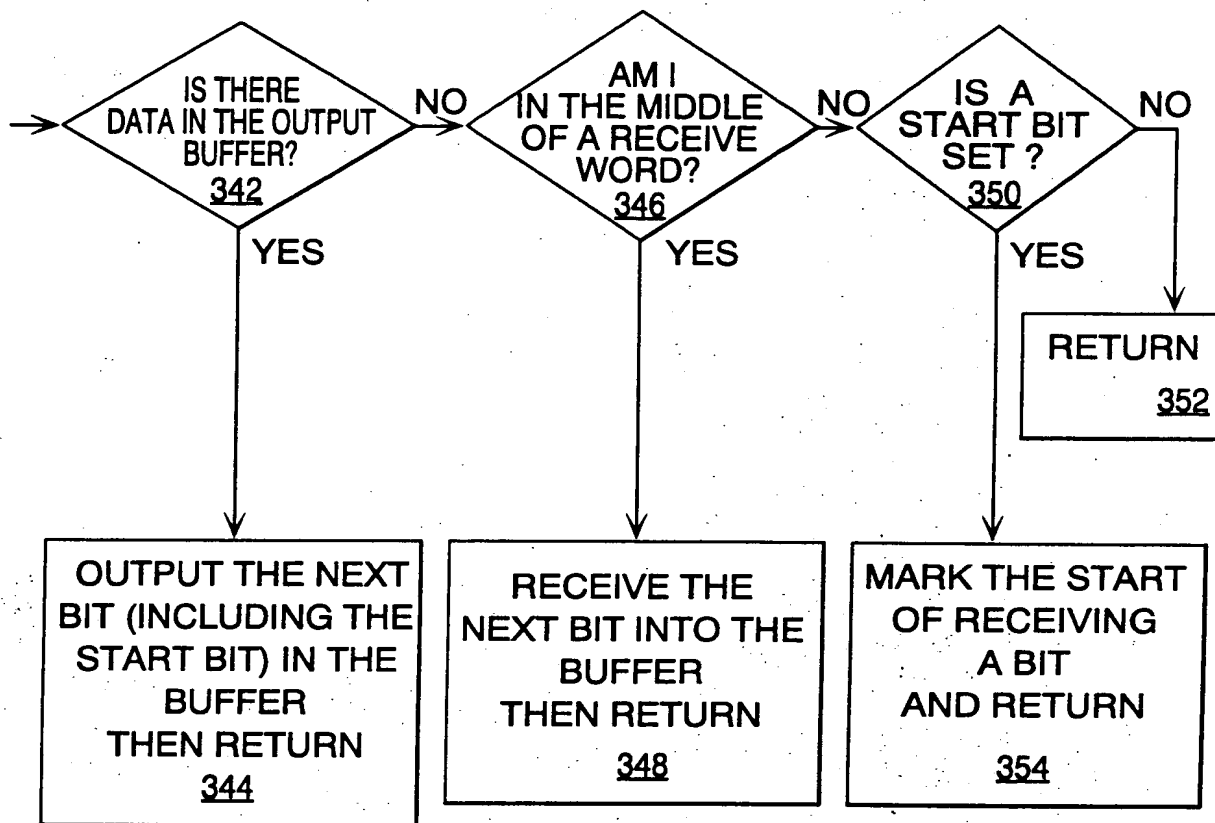 IS THERE
DATA IN THE OUTPUT
BUFFER?
342
NO
YES
AM I
IN THE MIDDLE
OF A RECEIVE
WORD?
346
NO
YES
IS A
START BIT
SET ?
350
NO
YES
RETURN
352
OUTPUT THE NEXT
BIT (INCLUDING THE
START BIT) IN THE
BUFFER
THEN RETURN
344
RECEIVE THE
NEXT BIT INTO THE
BUFFER
THEN RETURN
348
MARK THE START
OF RECEIVING
A BIT
AND RETURN
354